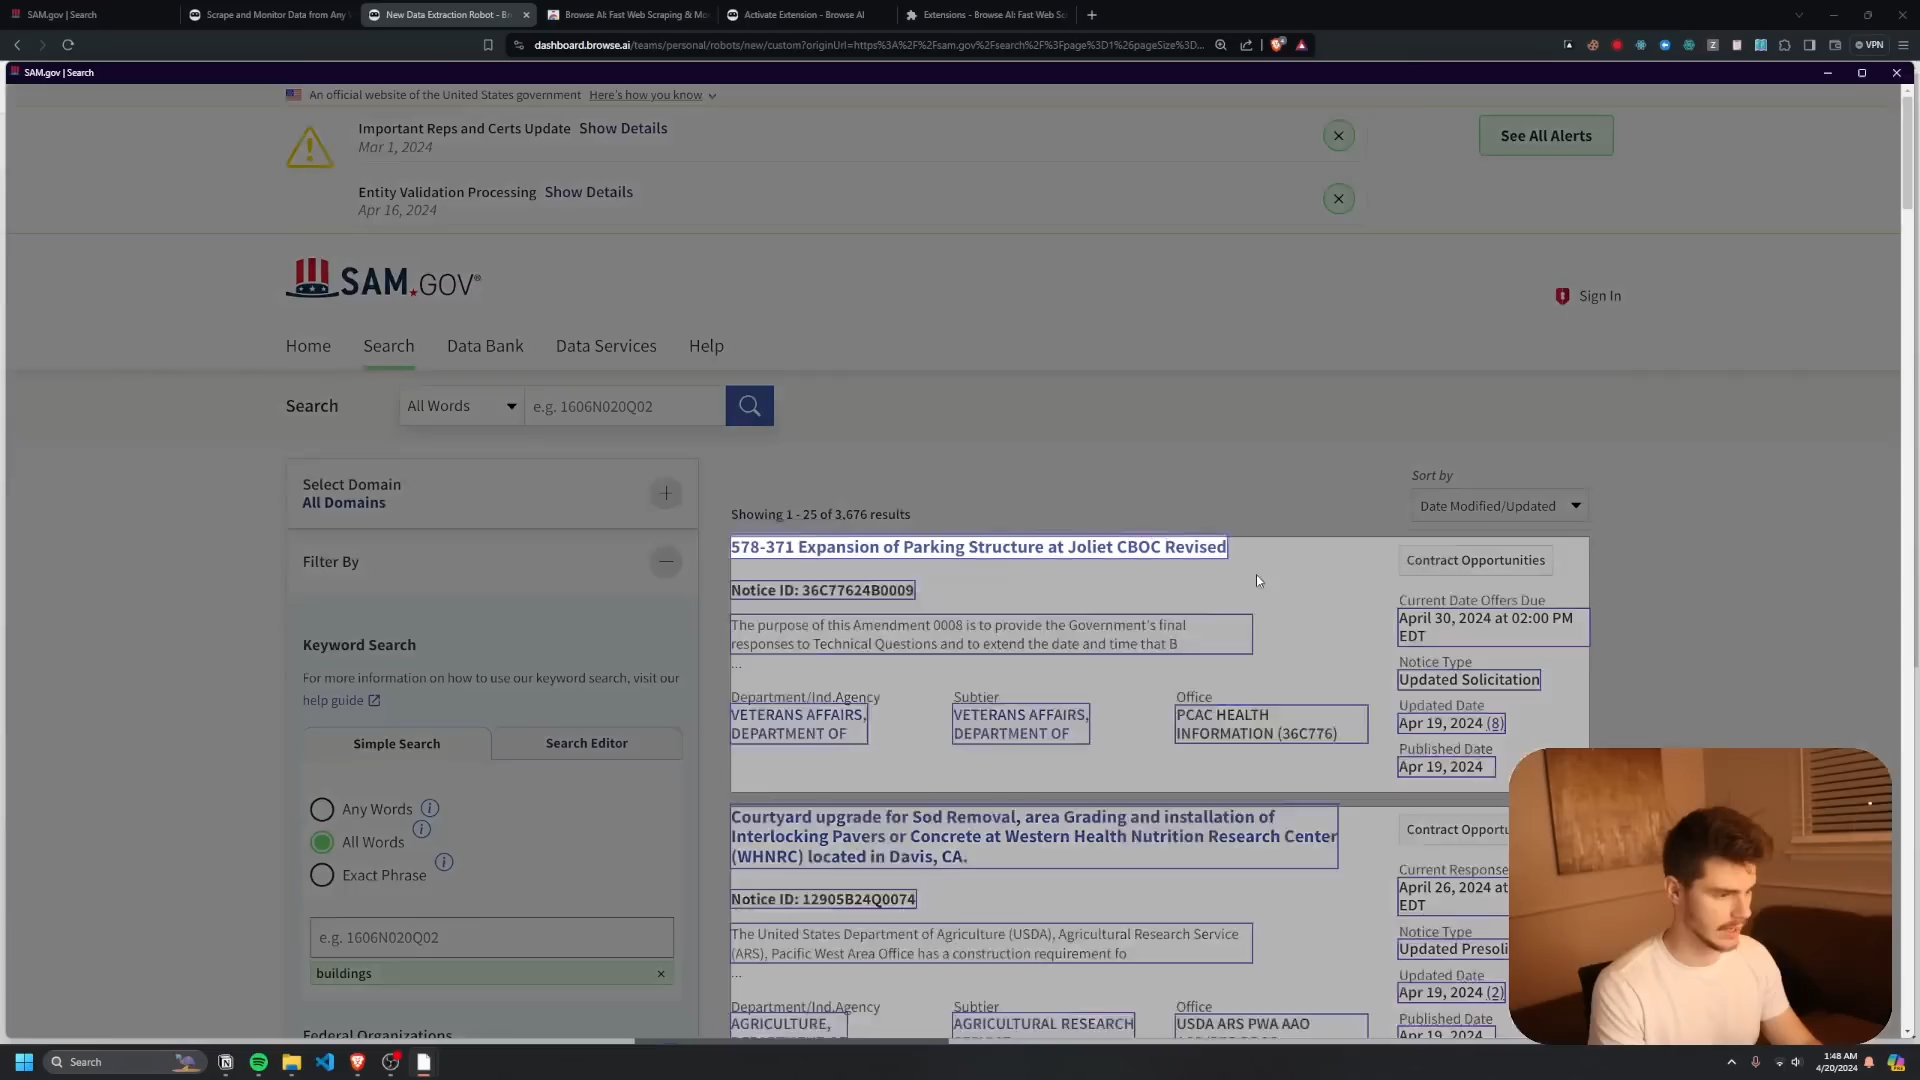 SAM.gov | Search
Scrape and Monitor Data from Any
New Data Extraction Robot - Br
Browse AI: Fast Web Scraping & Mo
Activate Extension - Browse AI
Extensions - Browse AI: Fast Web Sc
dashboard.browse.ai/teams/personal/robots/new/custom?originUrl=https%3A%2F%2Fsam.gov%2Fsearch%2F%3Fpage%3D1%26pageSize%3D...
VPN
SAM.gov | Search
An official website of the United States government Here's how you know
Important Reps and Certs Update Show Details
Mar 1, 2024
See All Alerts
Entity Validation Processing Show Details
Apr 16, 2024
SAM.GOV®
Sign In
Home Search Data Bank Data Services Help
Search
All Words
e.g. 1606N020Q02
Select Domain
All Domains
Filter By
Keyword Search
For more information on how to use our keyword search, visit our
help guide
Simple Search
Search Editor
Any Words
All Words
Exact Phrase
e.g. 1606N020Q02
buildings
Federal Organizations
Sort by
Date Modified/Updated
Showing 1 - 25 of 3,676 results
578-371 Expansion of Parking Structure at Joliet CBOC Revised
Notice ID: 36C77624B0009
The purpose of this Amendment 0008 is to provide the Government's final
responses to Technical Questions and to extend the date and time that B
...
Department/Ind.Agency
VETERANS AFFAIRS,
DEPARTMENT OF
Subtier
VETERANS AFFAIRS,
DEPARTMENT OF
Office
PCAC HEALTH
INFORMATION (36C776)
Contract Opportunities
Current Date Offers Due
April 30, 2024 at 02:00 PM
EDT
Notice Type
Updated Solicitation
Updated Date
Apr 19, 2024 (8)
Published Date
Apr 19, 2024
Courtyard upgrade for Sod Removal, area Grading and installation of
Interlocking Pavers or Concrete at Western Health Nutrition Research Center
(WHNRC) located in Davis, CA.
Notice ID: 12905B24Q0074
The United States Department of Agriculture (USDA), Agricultural Research Service
(ARS), Pacific West Area Office has a construction requirement fo
...
Department/Ind.Agency
AGRICULTURE,
Subtier
AGRICULTURAL RESEARCH
Office
USDA ARS PWA AAO
Contract Opportu
Current Response
April 26, 2024 at
EDT
Notice Type
Updated Presoli
Updated Date
Apr 19, 2024 (2)
Published Date
Apr 19, 2024
Search
1:48 AM
4/20/2024